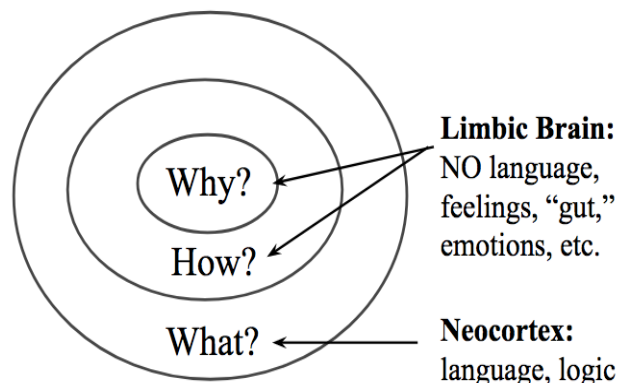 Why?
How?
What?
Limbic Brain:
NO language,
feelings, “gut,”
emotions, etc.
Neocortex:
language, logic